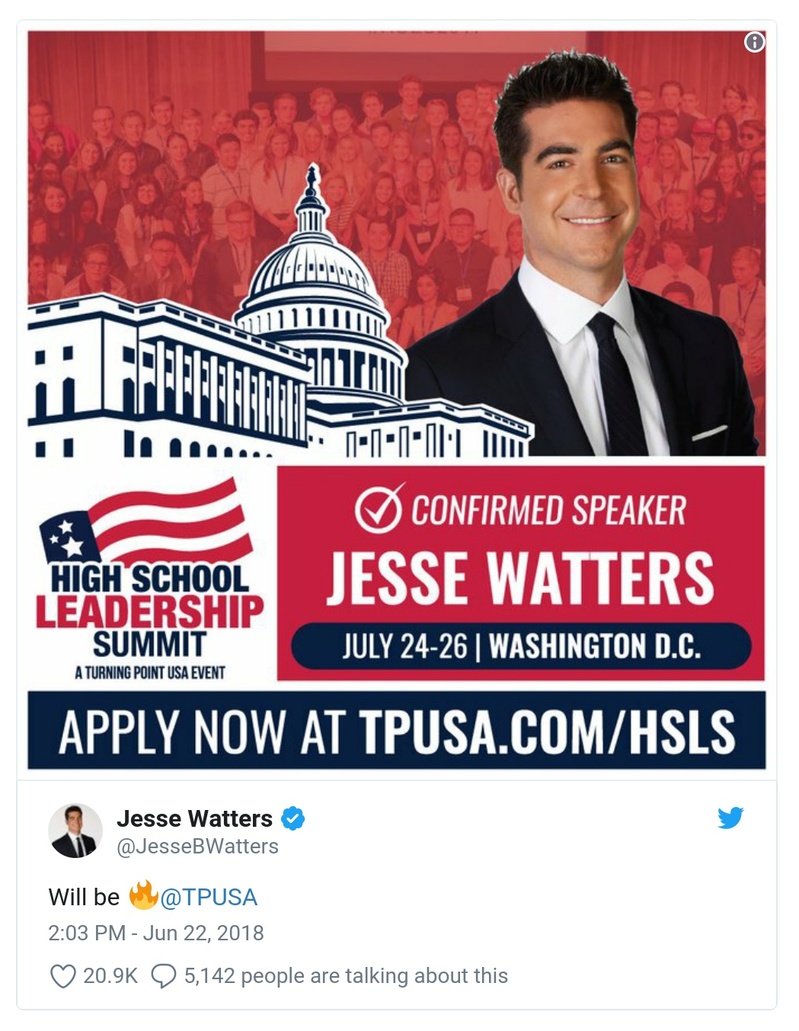 CONFIRMED SPEAKER
JESSE WATTERS
JULY 24-26 | WASHINGTON D.C.
HIGH SCHOOL
LEADERSHIP
SUMMIT
A TURNING POINT USA EVENT
APPLY NOW AT TPUSA.COM/HSLS
Jesse Watters
@JesseBWatters
Will be 🔥@TPUSA
2:03 PM - Jun 22, 2018
20.9K 5,142 people are talking about this